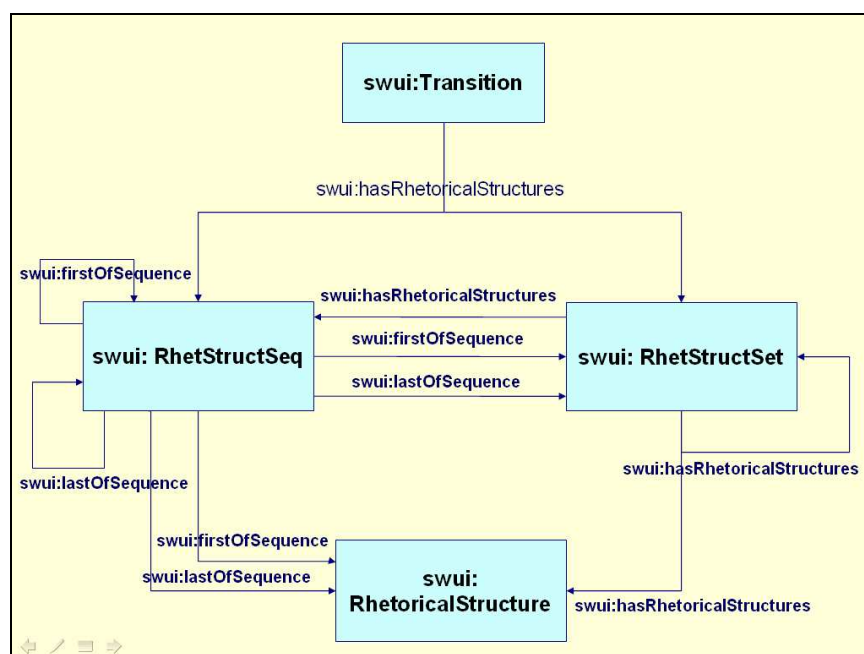 swui:Transition
swui:hasRhetoricalStructures
swui:firstOfSequence
swui:hasRhetoricalStructures
swui: RhetStructSeq
swui:firstOfSequence
swui: RhetStructSet
swui:lastOfSequence
swui:hasRhetoricalStructures
swui:lastOfSequence
swui:firstOfSequence
swui:lastOfSequence
swui:
RhetoricalStructure
swui:hasRhetoricalStructures